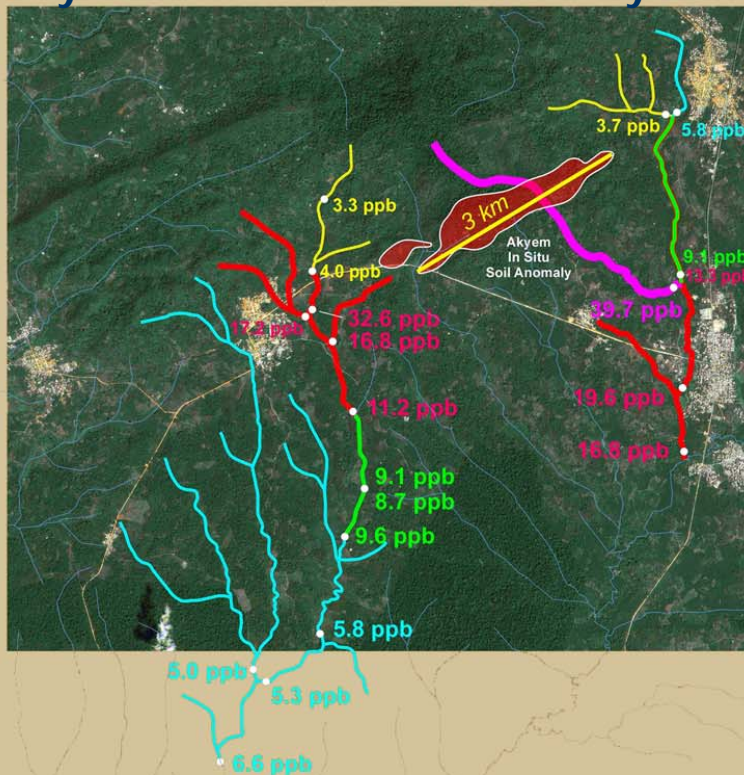 3.7 ppb
5.8 ppb
3.3 ppb
3 km
Akyem
In Situ
Soil Anomaly
4.0 ppb
9.1 ppb
13.3 ppb
39.7 ppb
17.2 ppb
32.6 ppb
16.8 ppb
19.6 ppb
11.2 ppb
16.5 ppb
9.1 ppb
8.7 ppb
9.6 ppb
5.8 ppb
5.0 ppb
5.3 ppb
6.6 ppb